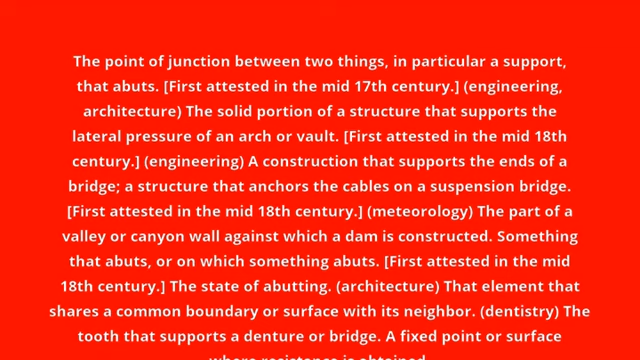 The point of junction between two things, in particular a support,
that abuts. [First attested in the mid 17th century.] (engineering,
architecture) The solid portion of a structure that supports the
lateral pressure of an arch or vault. [First attested in the mid 18th
century.] (engineering) A construction that supports the ends of a
bridge; a structure that anchors the cables on a suspension bridge.
[First attested in the mid 18th century.] (meteorology) The part of a
valley or canyon wall against which a dam is constructed. Something
that abuts, or on which something abuts. [First attested in the mid
18th century.] The state of abutting. (architecture) That element that
shares a common boundary or surface with its neighbor. (dentistry) The
tooth that supports a denture or bridge. A fixed point or surface
where resistance is obtained.